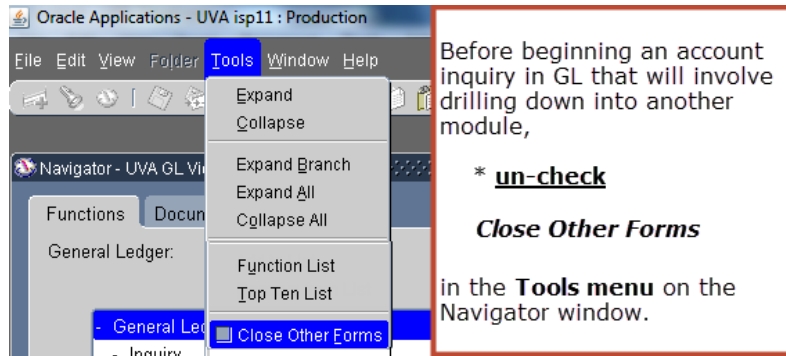 Oracle Applications - UVA isp11 : Production
File Edit View Folder Tools Window Help
Expand
Collapse
Navigator - UVA GL Vi
Expand Branch
Expand All
Functions Docun
Collapse All
General Ledger:
Function List
Top Ten List
- General Led
Close Other Forms
- Inquiry
Before beginning an account
inquiry in GL that will involve
drilling down into another
module,
* un-check
Close Other Forms
in the Tools menu on the
Navigator window.